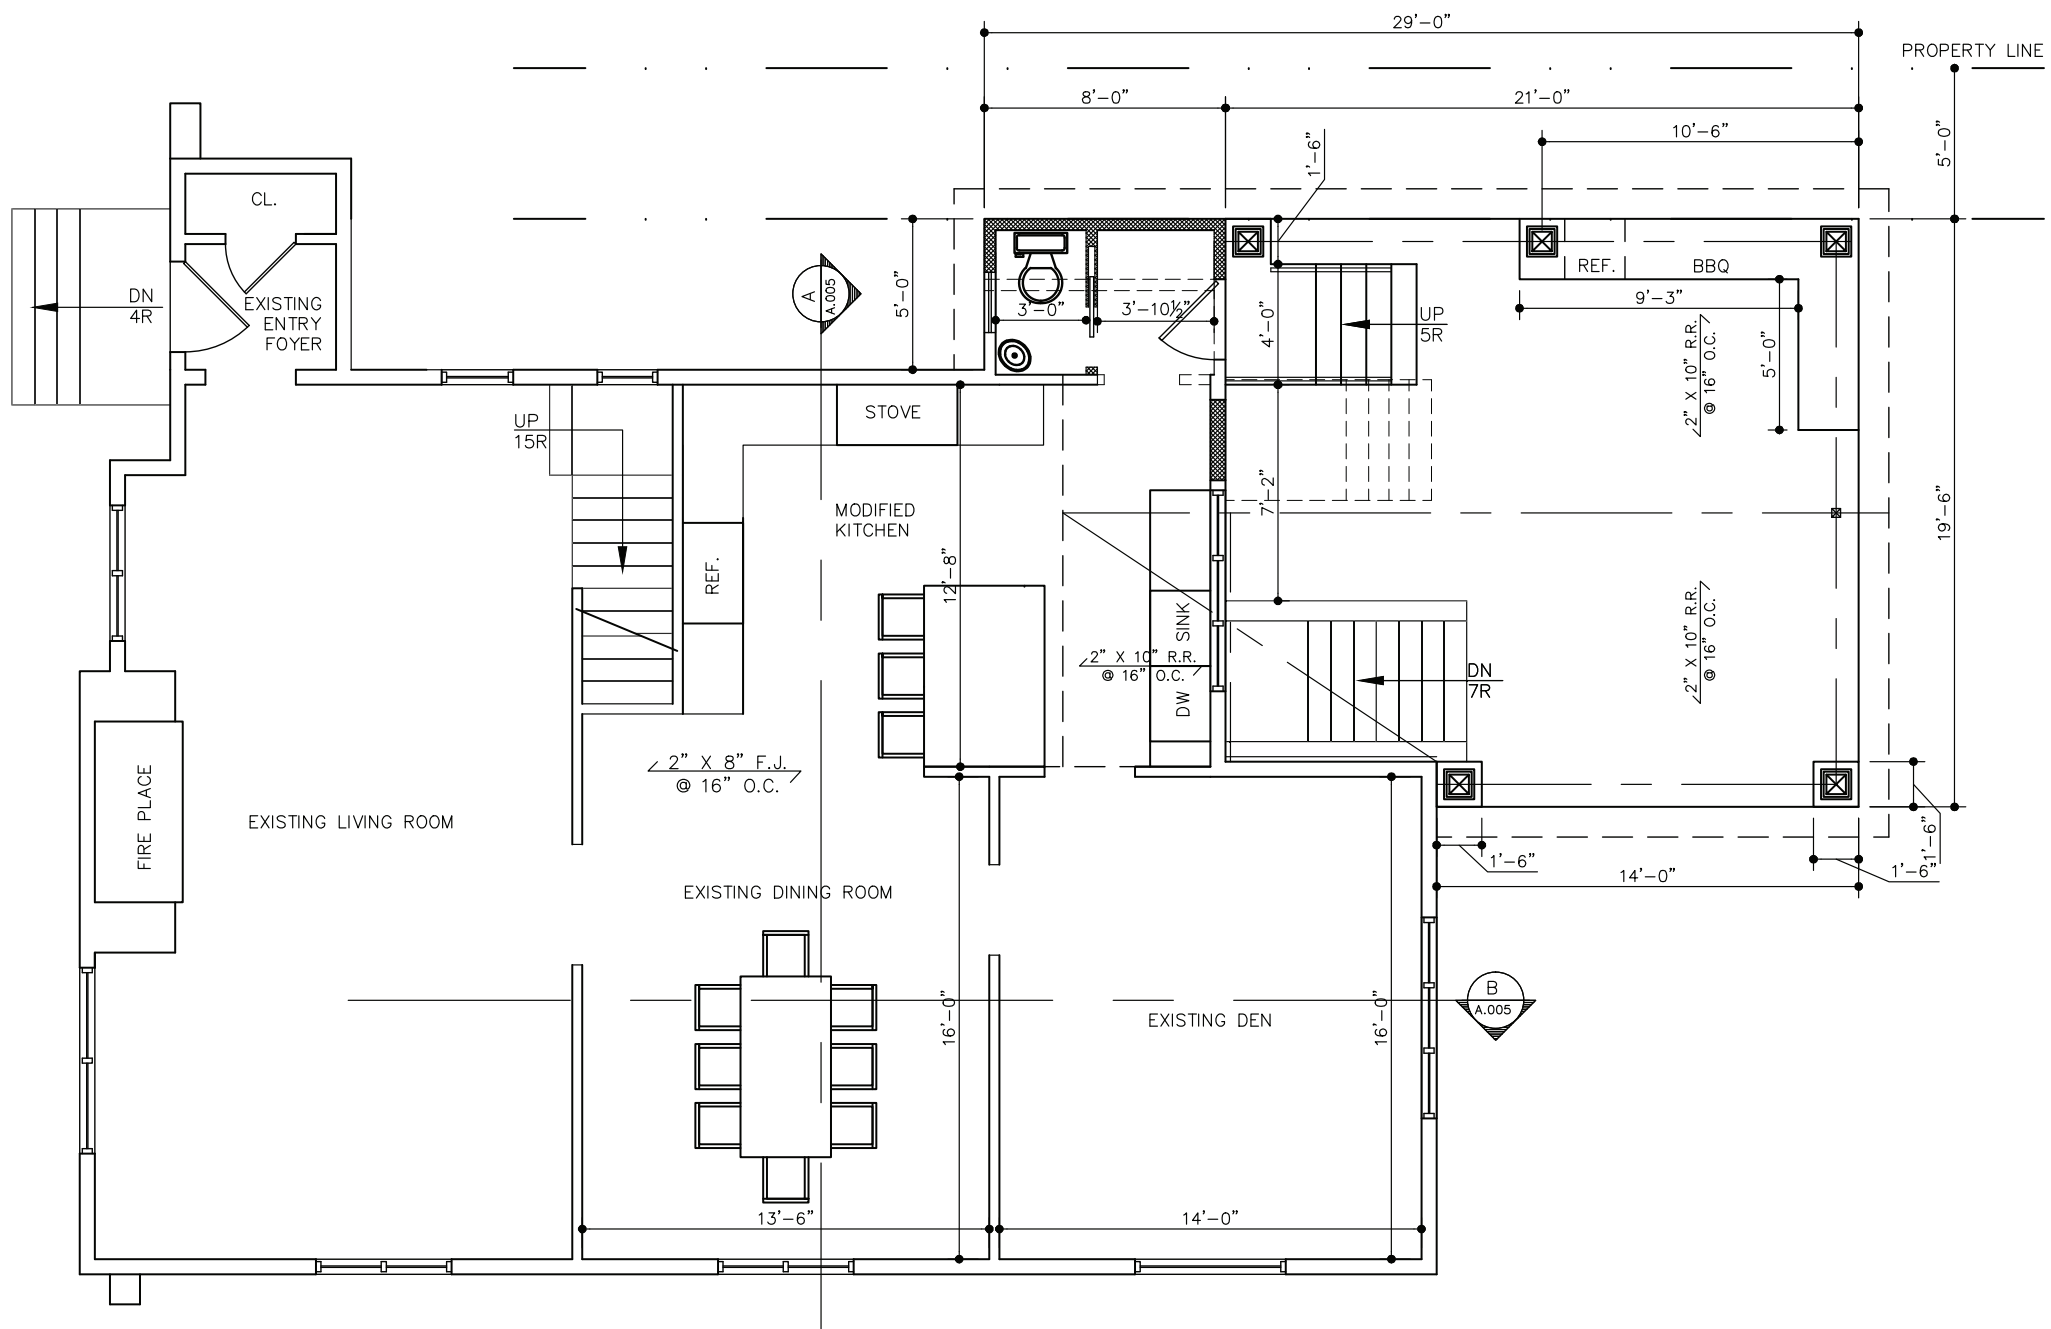 29'-0"
PROPERTY LINE
8'-0"
21'-0"
10'-6"
1'-6"
5'-0"
CL.
DN
4R
EXISTING
ENTRY
FOYER
A
A.005
5'-0"
3'-0"
3'-10½"
4'-0"
UP
5R
REF.
BBQ
9'-3"
2" X 10" R.R.
@ 16" O.C.
5'-0"
UP
15R
STOVE
MODIFIED
KITCHEN
7'-2"
19'-6"
12'-8"
REF.
SINK
DW
2" X 10" R.R.
@ 16" O.C.
2" X 10" R.R.
@ 16" O.C.
DN
7R
2" X 8" F.J.
@ 16" O.C.
FIRE PLACE
EXISTING LIVING ROOM
EXISTING DINING ROOM
1'-6"
1'-6"
1'-6"
14'-0"
16'-0"
EXISTING DEN
16'-0"
B
A.005
13'-6"
14'-0"